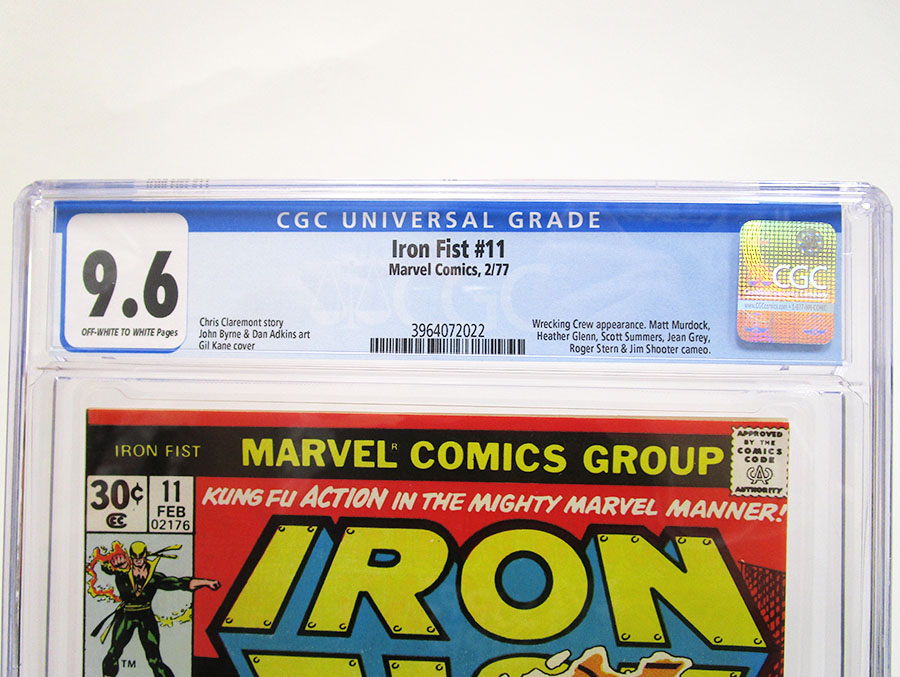 CGC UNIVERSAL GRADE
9.6
OFF-WHITE TO WHITE Pages
Iron Fist #11
Marvel Comics, 2/77
Chris Claremont story
John Byrne & Dan Adkins art
Gil Kane cover
3964072022
Wrecking Crew appearance. Matt Murdock,
Heather Glenn, Scott Summers, Jean Grey,
Roger Stern & Jim Shooter cameo.
CGC
IRON FIST
MARVEL® COMICS GROUP
APPROVED
BY THE
COMICS
CODE
CA
AUTHORITY
30¢
CC
11
FEB
02176
KUNG FU ACTION IN THE MIGHTY MARVEL MANNER!
IRON
TM